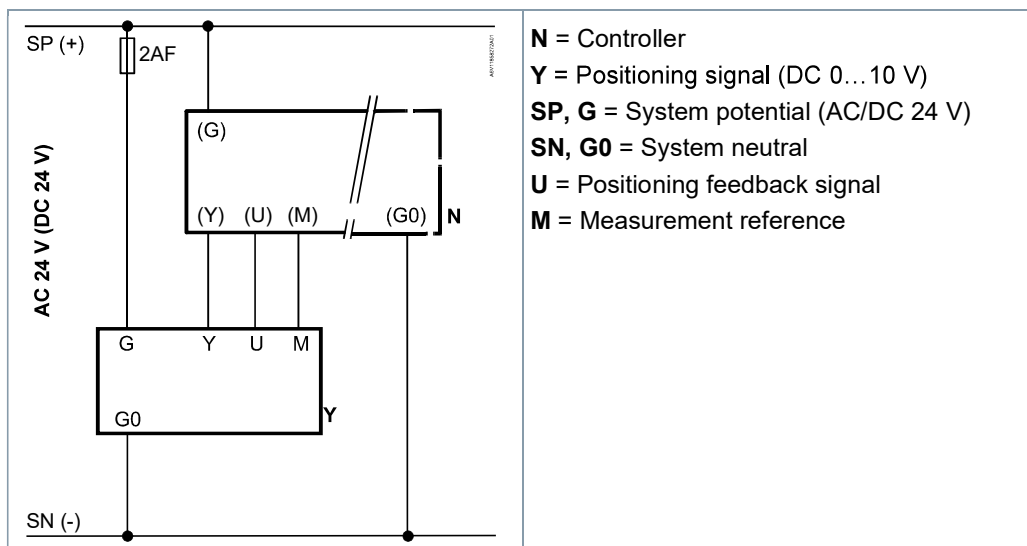 SP (+)
2AF
A6V11858272A01
(G)
AC 24 V (DC 24 V)
(Y) (U) (M) (G0) N
G Y U M
G0
Y
SN (-)
N = Controller
Y = Positioning signal (DC 0...10 V)
SP, G = System potential (AC/DC 24 V)
SN, G0 = System neutral
U = Positioning feedback signal
M = Measurement reference